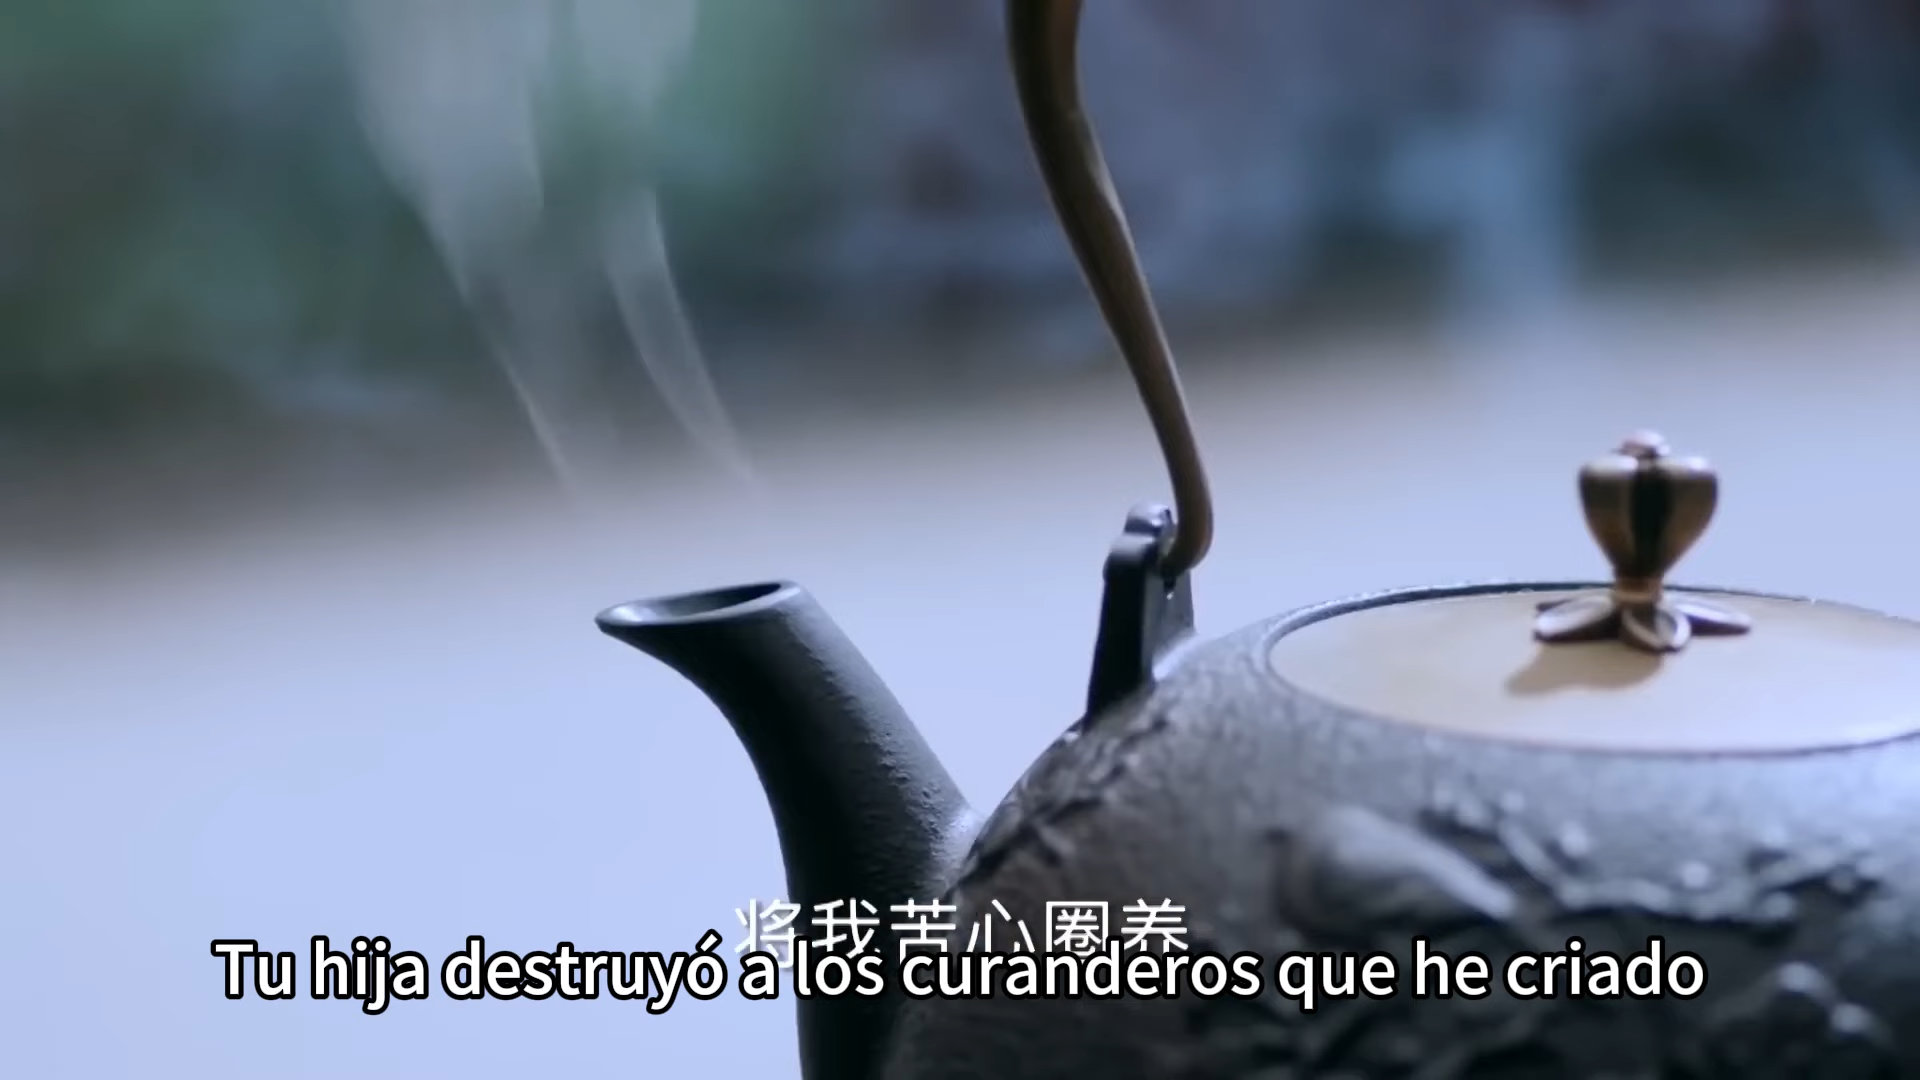 将我苦心圈养
Tu hija destruyó a los curanderos que he criado